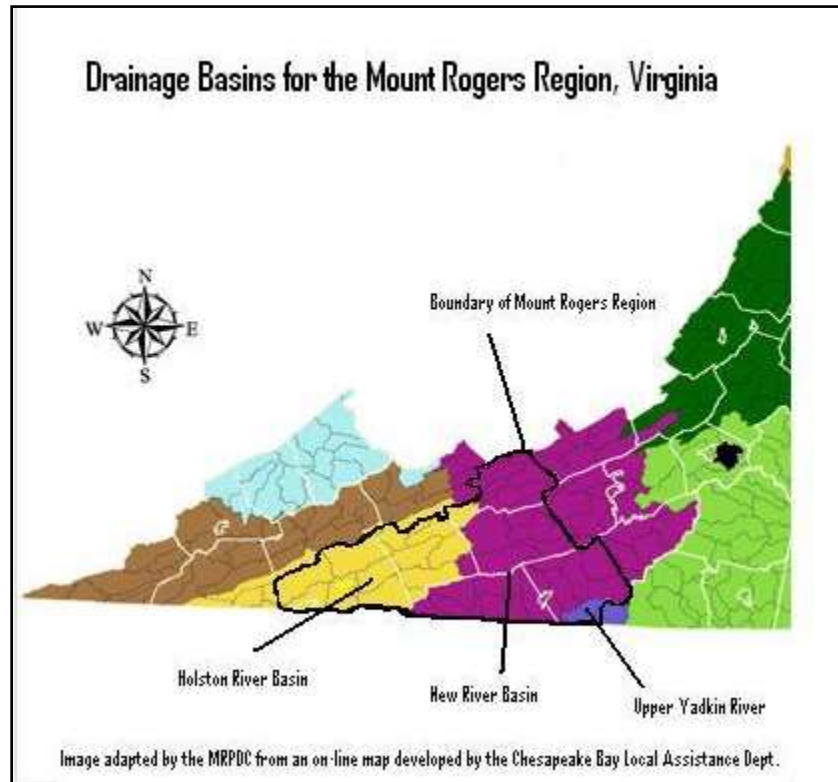 Drainage Basins for the Mount Rogers Region, Virginia
N
W E
S
Boundary of Mount Rogers Region
Holston River Basin
New River Basin
Upper Yadkin River
Image adapted by the MRPDC from an on-line map developed by the Chesapeake Bay Local Assistance Dept.